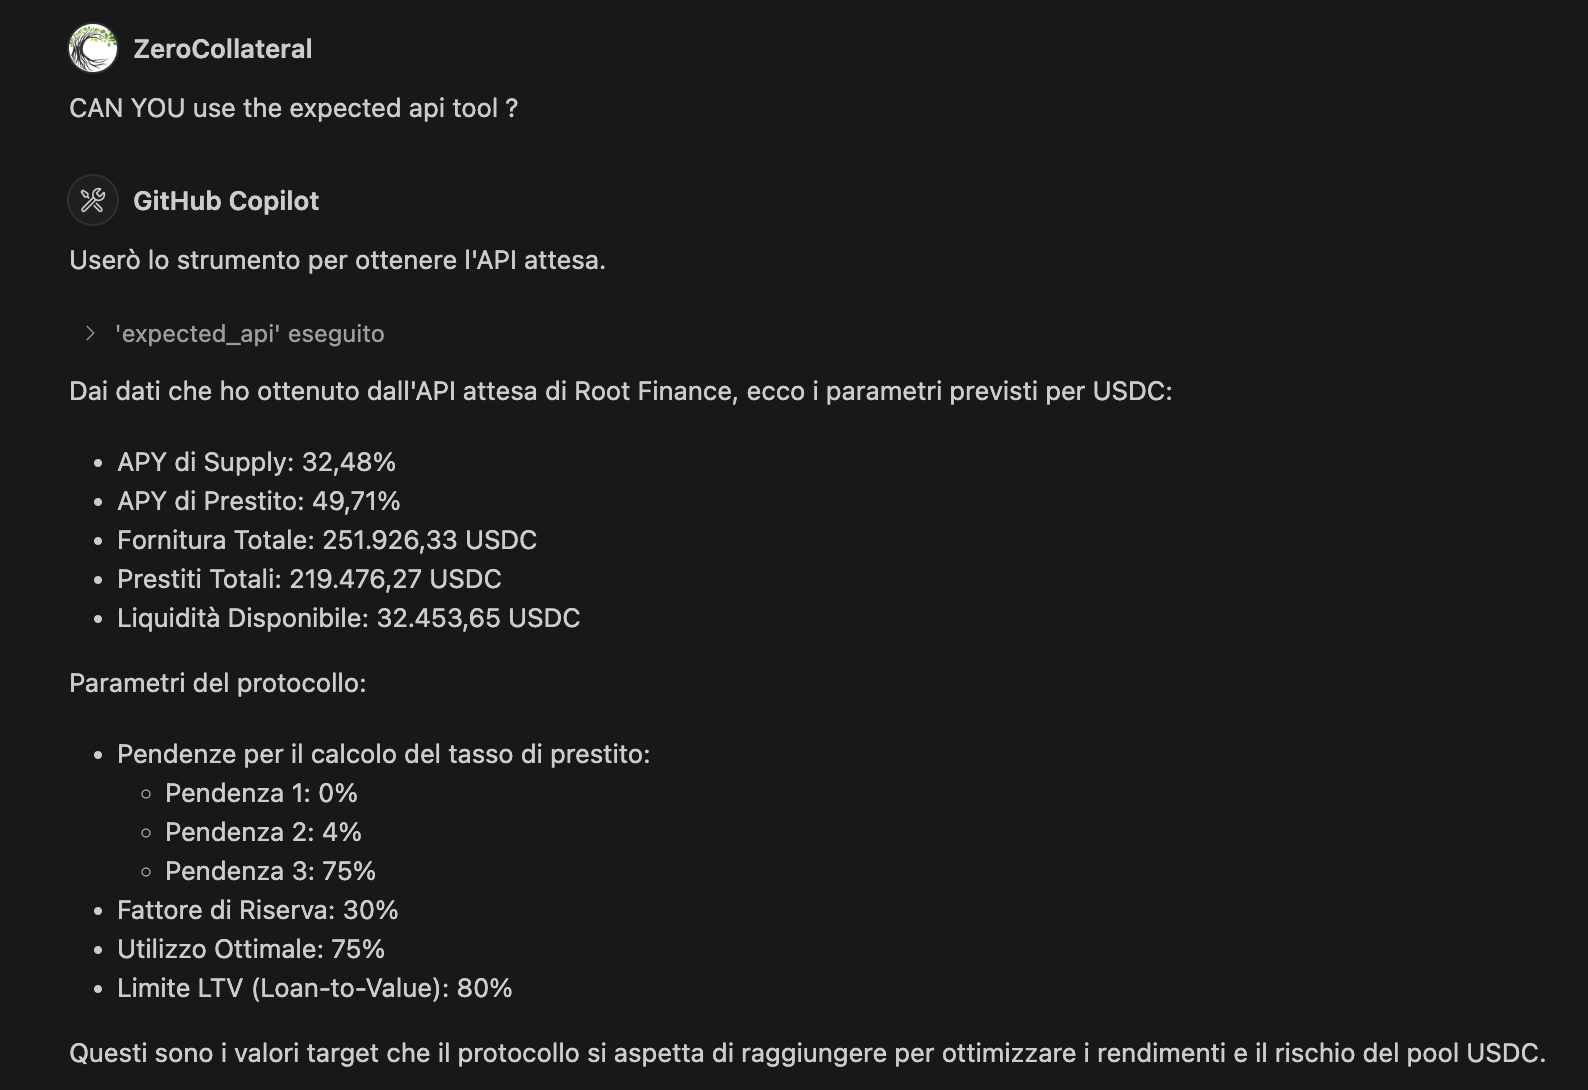 ZeroCollateral
CAN YOU use the expected api tool ?
GitHub Copilot
Userò lo strumento per ottenere l'API attesa.
'expected_api' eseguito
Dai dati che ho ottenuto dall'API attesa di Root Finance, ecco i parametri previsti per USDC:
• APY di Supply: 32,48%
• APY di Prestito: 49,71%
• Fornitura Totale: 251.926,33 USDC
• Prestiti Totali: 219.476,27 USDC
• Liquidità Disponibile: 32.453,65 USDC
Parametri del protocollo:
• Pendenze per il calcolo del tasso di prestito:
◦ Pendenza 1: 0%
◦ Pendenza 2: 4%
◦ Pendenza 3: 75%
• Fattore di Riserva: 30%
• Utilizzo Ottimale: 75%
• Limite LTV (Loan-to-Value): 80%
Questi sono i valori target che il protocollo si aspetta di raggiungere per ottimizzare i rendimenti e il rischio del pool USDC.